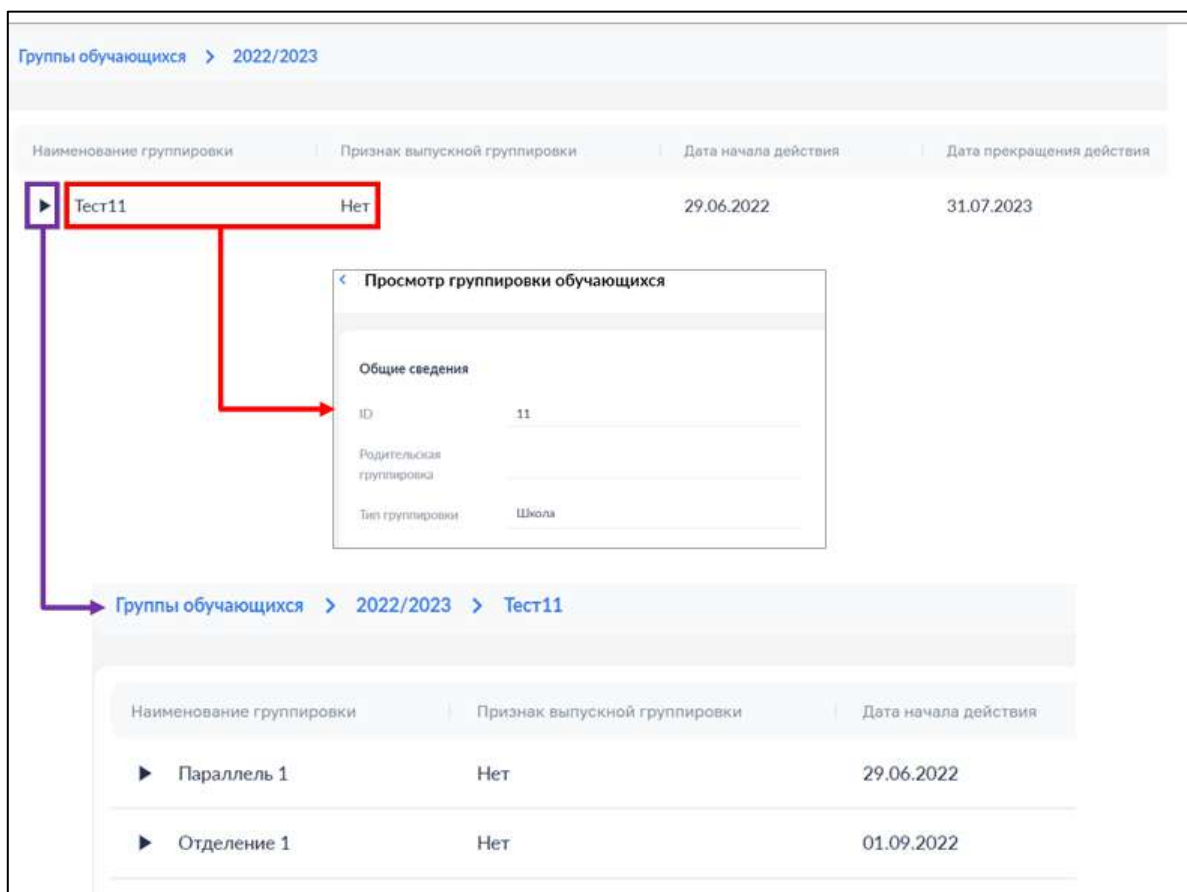 Группы обучающихся > 2022/2023
Наименование группировки Признак выпускной группировки Дата начала действия Дата прекращения действия
Тест11 Нет 29.06.2022 31.07.2023
Просмотр группировки обучающихся
Общие сведения
ID 11
Родительская
группировка
Тип группировки Школа
Группы обучающихся > 2022/2023 > Тест11
Наименование группировки Признак выпускной группировки Дата начала действия
Параллель 1 Нет 29.06.2022
Отделение 1 Нет 01.09.2022